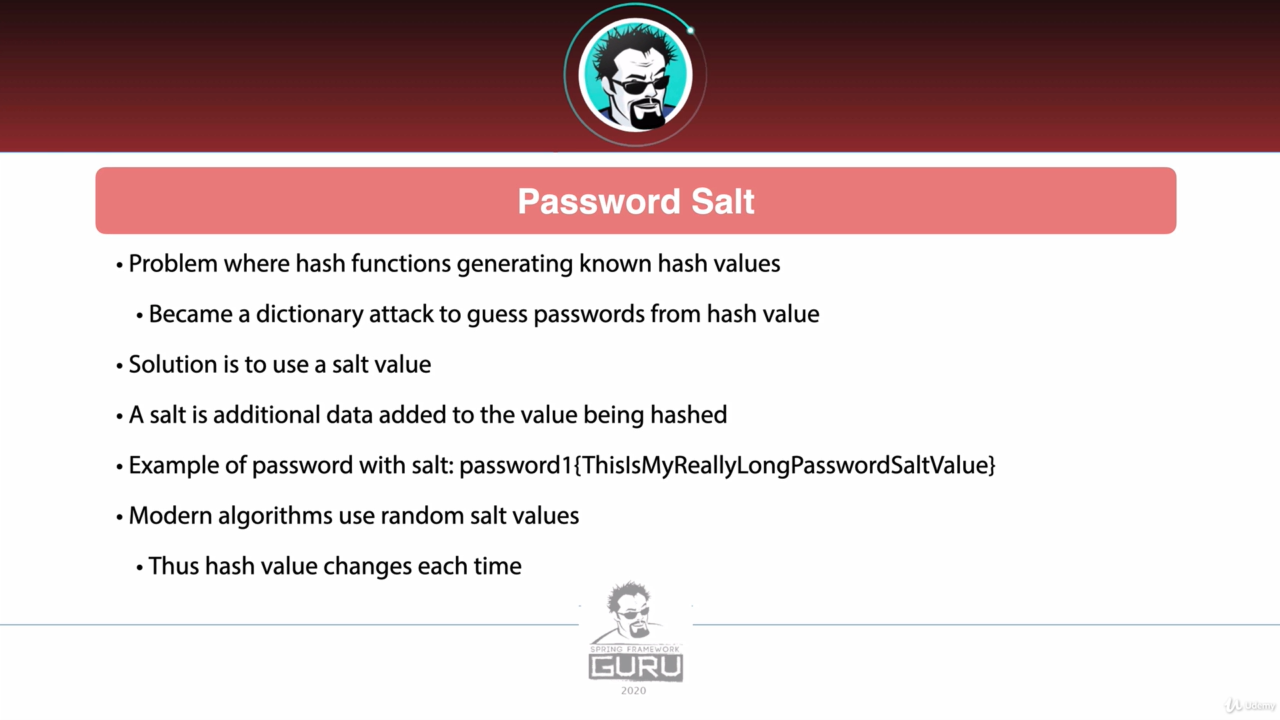 Password Salt
• Problem where hash functions generating known hash values
• Became a dictionary attack to guess passwords from hash value
• Solution is to use a salt value
• A salt is additional data added to the value being hashed
• Example of password with salt: password1{ThisIsMyReallyLongPasswordSaltValue}
• Modern algorithms use random salt values
• Thus hash value changes each time
SPRING FRAMEWORK
GURU
2020
Udemy